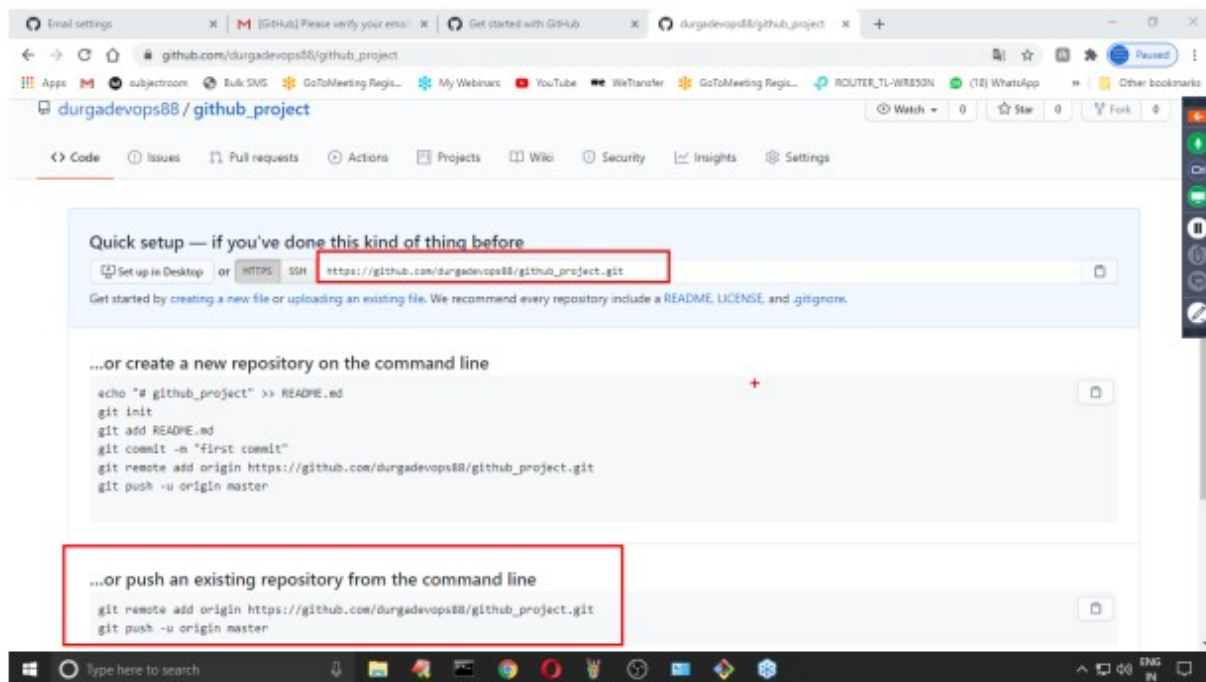 Email settings
[GitHub] Please verify your emai
Get started with GitHub
durgadevops88/github_project
github.com/durgadevops88/github_project
Paused
Apps
subjectroom
Bulk SMS
GoToMeeting Regis...
My Webinars
YouTube
WeTransfer
GoToMeeting Regis...
ROUTER_TL-WR850N
(18) WhatsApp
Other bookmarks
durgadevops88 / github_project
Watch 0
Star 0
Fork 0
<> Code
Issues
Pull requests
Actions
Projects
Wiki
Security
Insights
Settings
Quick setup — if you've done this kind of thing before
Set up in Desktop or HTTPS SSH https://github.com/durgadevops88/github_project.git
Get started by creating a new file or uploading an existing file. We recommend every repository include a README, LICENSE, and .gitignore.
...or create a new repository on the command line
echo "# github_project" >> README.md
git init
git add README.md
git commit -m "first commit"
git remote add origin https://github.com/durgadevops88/github_project.git
git push -u origin master
...or push an existing repository from the command line
git remote add origin https://github.com/durgadevops88/github_project.git
git push -u origin master
Type here to search
ENG
IN